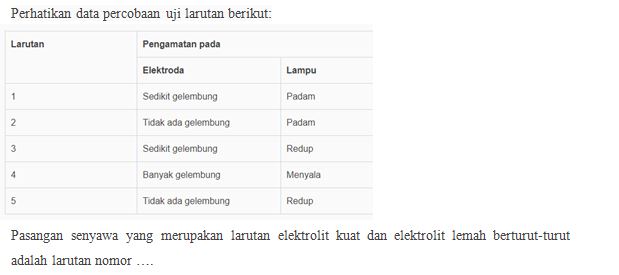 Perhatikan data percobaan uji larutan berikut:
Larutan Pengamatan pada
Elektroda Lampu
1 Sedikit gelembung Padam
2 Tidak ada gelembung Padam
3 Sedikit gelembung Redup
4 Banyak gelembung Menyala
5 Tidak ada gelembung Redup
Pasangan senyawa yang merupakan larutan elektrolit kuat dan elektrolit lemah berturut-turut
adalah larutan nomor ….